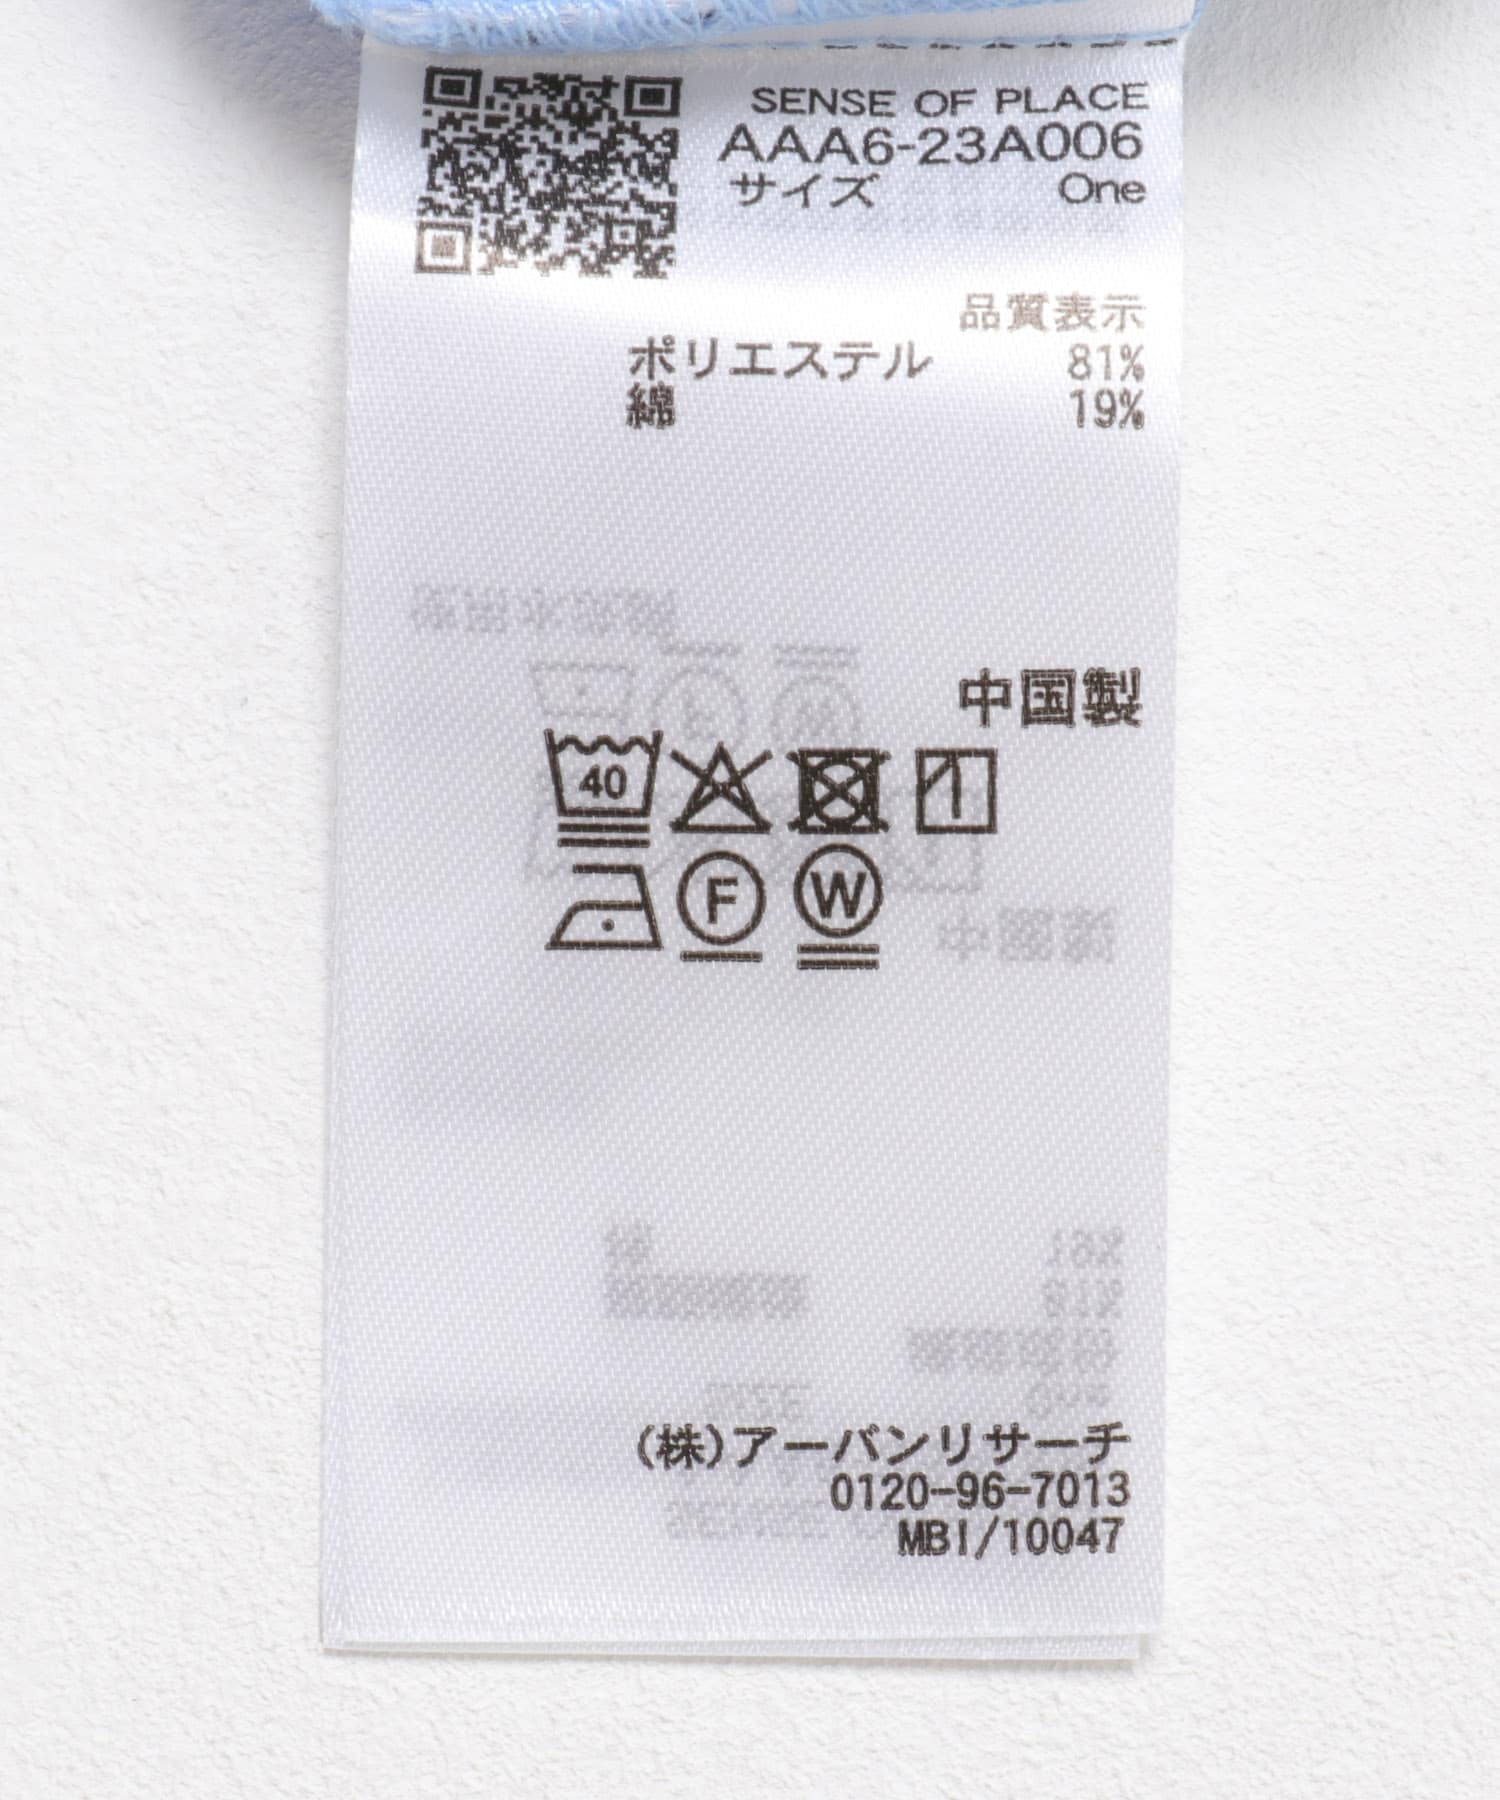 SENSE OF PLACE
AAA6-23A006
サイズ One
品質表示
ポリエステル 81%
綿 19%
中国製
40
F W
(株)アーバンリサーチ
0120-96-7013
MBI/10047